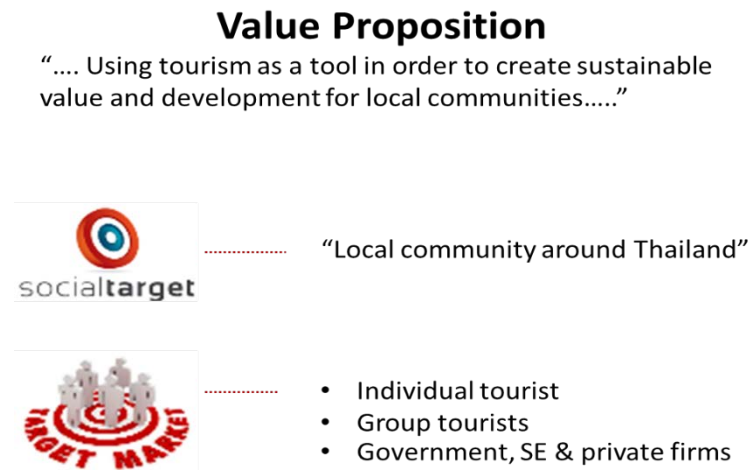 Value Proposition
“…. Using tourism as a tool in order to create sustainable
value and development for local communities…..”
socialtarget
“Local community around Thailand”
TARGET MARKET
• Individual tourist
• Group tourists
• Government, SE & private firms